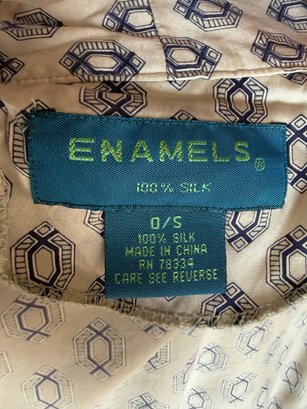 ENAMELS®
100% SILK
O/S
100% SILK
MADE IN CHINA
RN 78334
CARE SEE REVERSE